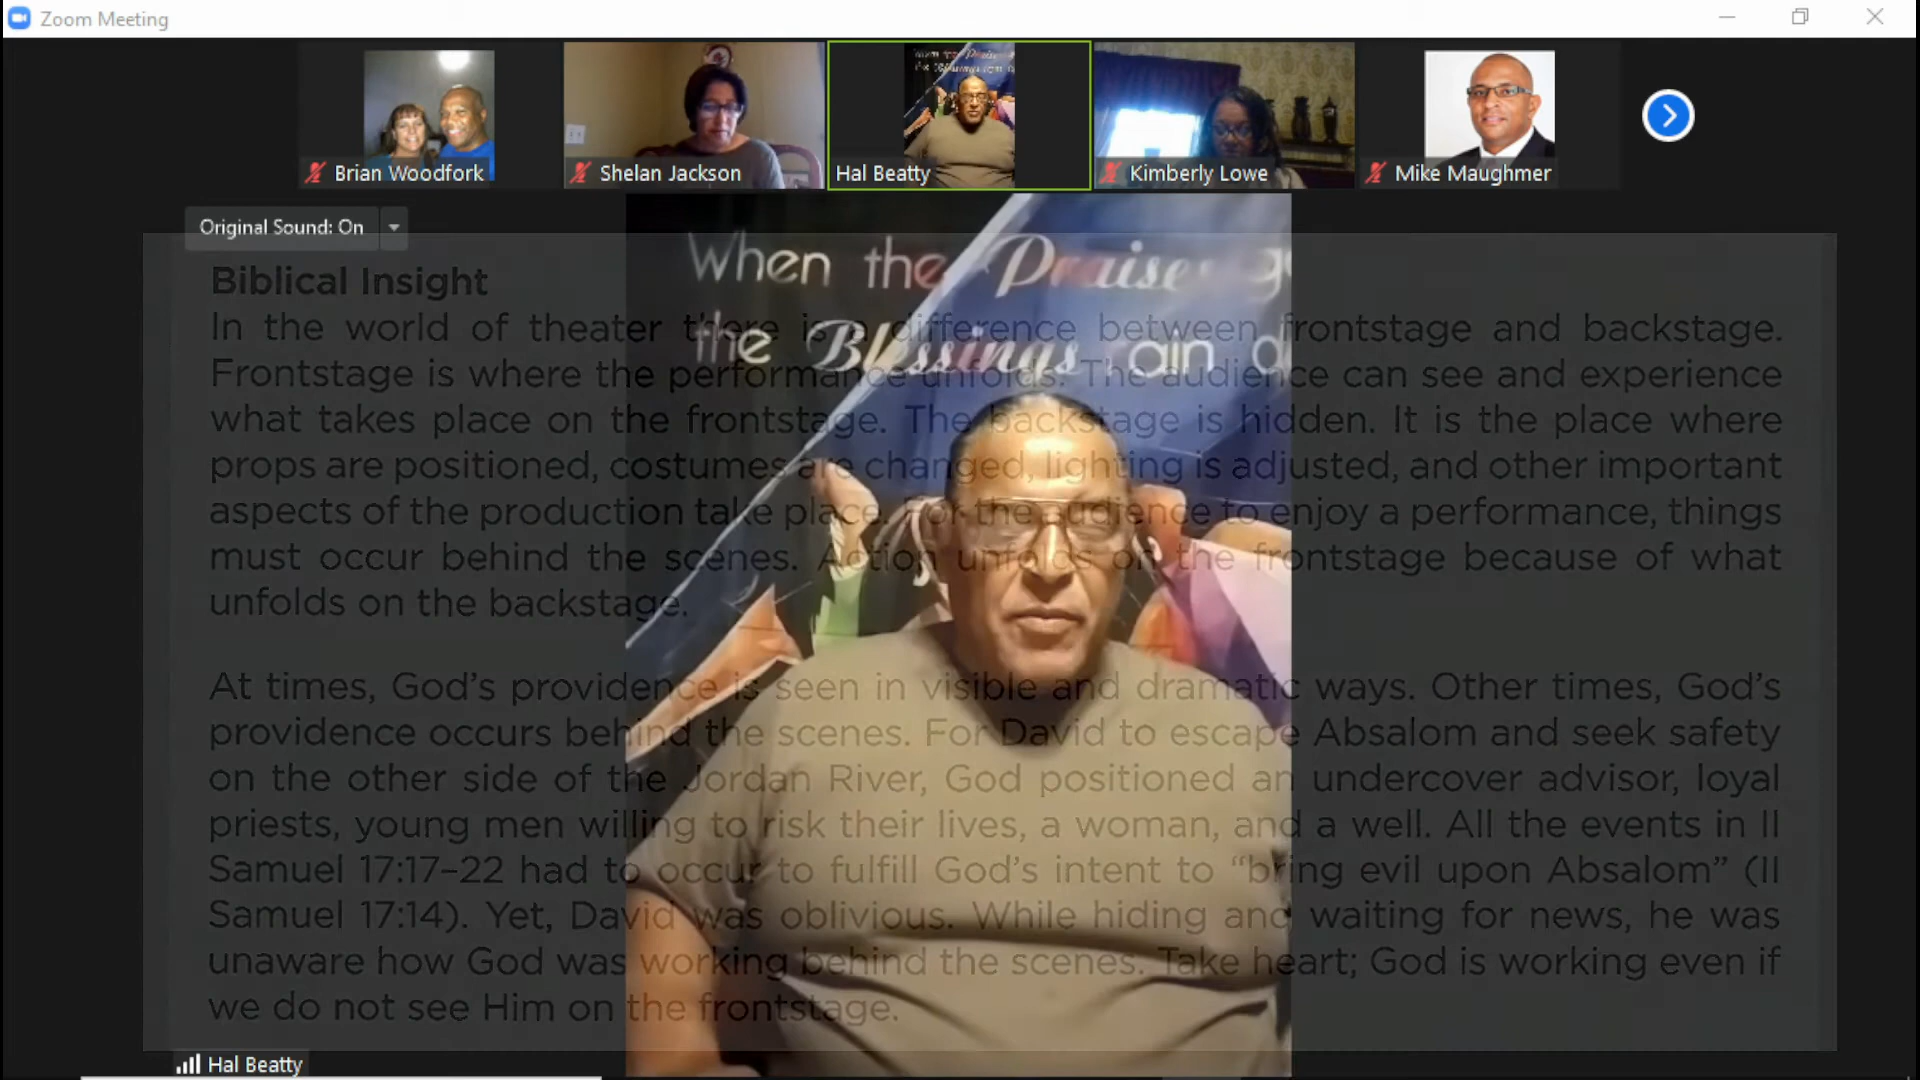 Zoom Meeting
Brian Woodfork
Shelan Jackson
Hal Beatty
Kimberly Lowe
Mike Maughmer
Original Sound: On
When the Praises g
the Blessings ain d
Biblical Insight
In the world of theater there is a difference between frontstage and backstage.
Frontstage is where the performance unfolds. The audience can see and experience
what takes place on the frontstage. The backstage is hidden. It is the place where
props are positioned, costumes are changed, lighting is adjusted, and other important
aspects of the production take place. For the audience to enjoy a performance, things
must occur behind the scenes. Action unfolds on the frontstage because of what
unfolds on the backstage.
At times, God's providence is seen in visible and dramatic ways. Other times, God's
providence occurs behind the scenes. For David to escape Absalom and seek safety
on the other side of the Jordan River, God positioned an undercover advisor, loyal
priests, young men willing to risk their lives, a woman, and a well. All the events in II
Samuel 17:17–22 had to occur to fulfill God's intent to “bring evil upon Absalom” (II
Samuel 17:14). Yet, David was oblivious. While hiding and waiting for news, he was
unaware how God was working behind the scenes. Take heart; God is working even if
we do not see Him on the frontstage.
Hal Beatty